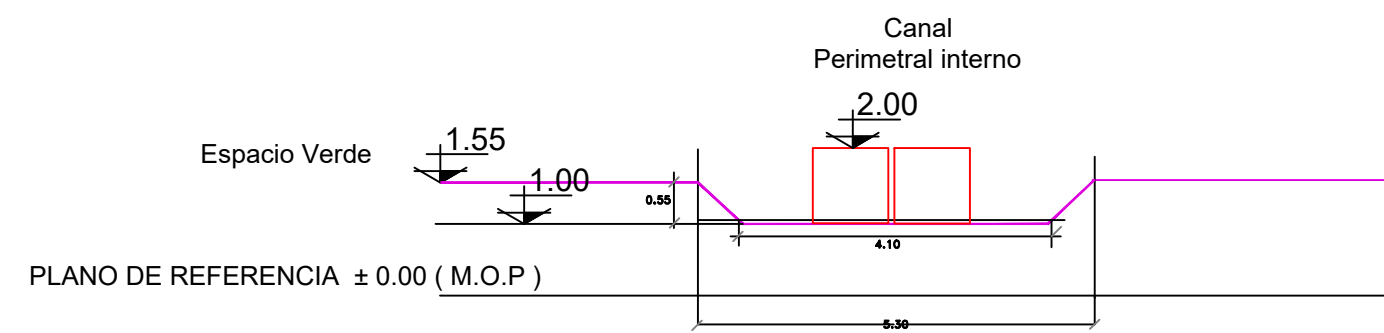 Canal
Perimetral interno
2.00
Espacio Verde
1.55
1.00
0.55
4.10
PLANO DE REFERENCIA ± 0.00 ( M.O.P )
5.30